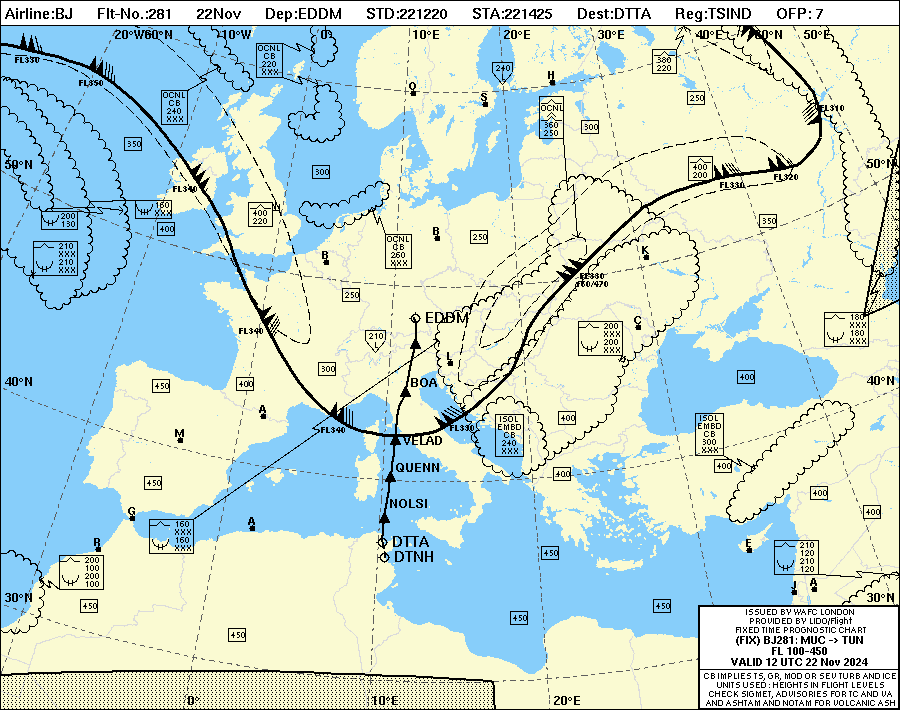 Airline:BJ Flt-No.:281 22Nov Dep:EDDM STD:221220 STA:221425 Dest:DTTA Reg:TSIND OFP: 7
20°W 60°N 10°W 0° 10°E 20°E 30°E 40°E 60°N 50°E
FL330
FL350
OCNL
CB
220
XXX
OCNL
CB
240
XXX
O
S
H
240
380
220
250
OCNL
360
250
300
FL310
350
300
50°N
50°N
FL340
400
200
FL330
FL320
160
XXX
200
130
400
400
220
350
210
XXX
210
XXX
B
OCNL
CB
260
XXX
B
250
K
FL380
250
EDDM
FL340
210
200
XXX
200
XXX
C
180
XXX
180
XXX
L
300
40°N
450
400
BOA
400
40°N
A
FL340
FL330
M
VELAD
ISOL
EMBD
CB
240
XXX
400
ISOL
EMBD
CB
300
XXX
400
QUENN
400
450
NOLSI
400
400
G
160
XXX
160
XXX
A
R
DTTA
DTNH
450
E
200
100
200
100
210
120
210
120
J
A
30°N
30°N
450
450
450
450
ISSUED BY WAFC LONDON
PROVIDED BY LIDO/Flight
FIXED TIME PROGNOSTIC CHART
(FIX) BJ281: MUC -> TUN
FL 100-450
VALID 12 UTC 22 Nov 2024
CB IMPLIES TS, GR, MOD OR SEV TURB AND ICE
UNITS USED : HEIGHTS IN FLIGHT LEVELS
CHECK SIGMET, ADVISORIES FOR TC AND VA
AND ASHTAM AND NOTAM FOR VOLCANIC ASH
0° 10°E 20°E